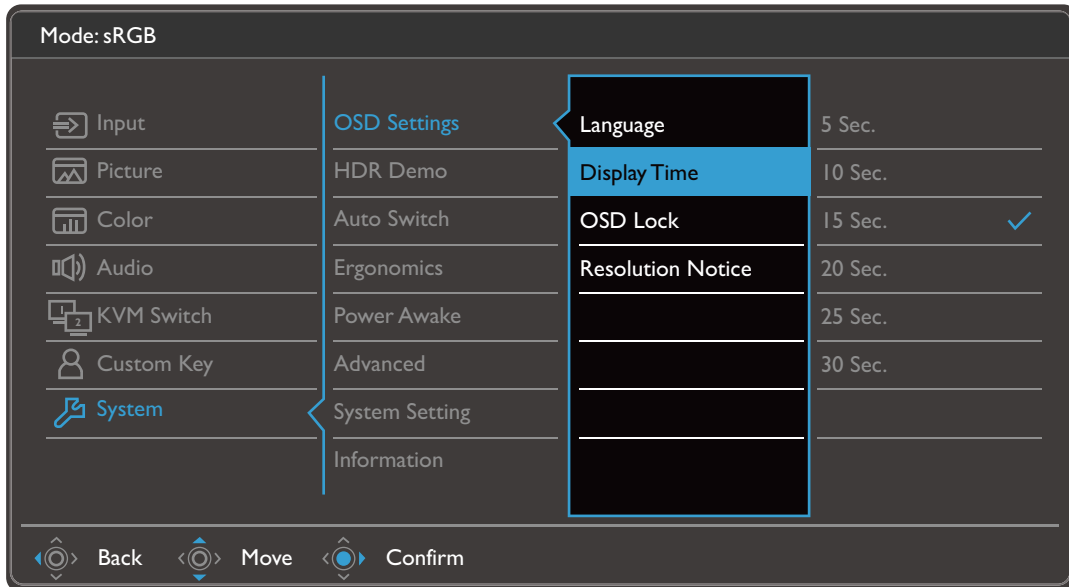 Mode: sRGB
Input
Picture
Color
Audio
1
2
KVM Switch
Custom Key
System
OSD Settings
HDR Demo
Auto Switch
Ergonomics
Power Awake
Advanced
System Setting
Information
Language
Display Time
OSD Lock
Resolution Notice
5 Sec.
10 Sec.
15 Sec.
20 Sec.
25 Sec.
30 Sec.
Back
Move
Confirm